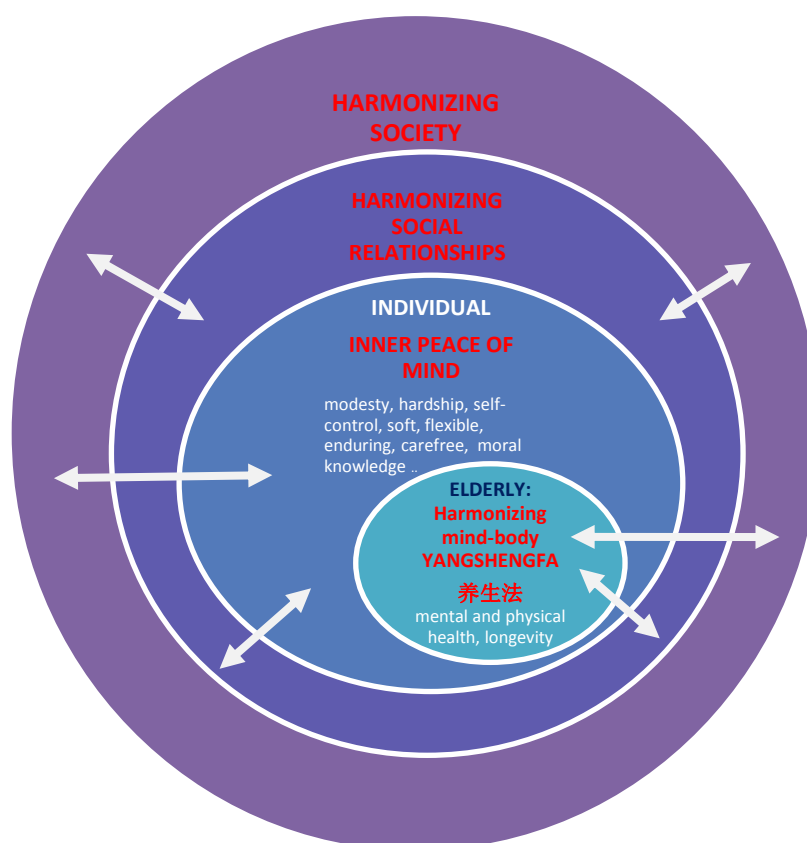 HARMONIZING
SOCIETY
HARMONIZING
SOCIAL
RELATIONSHIPS
INDIVIDUAL
INNER PEACE OF
MIND
modesty, hardship, self-
control, soft, flexible,
enduring, carefree, moral
knowledge ..
ELDERLY:
Harmonizing
mind-body
YANGSHENGFA
养生法
mental and physical
health, longevity